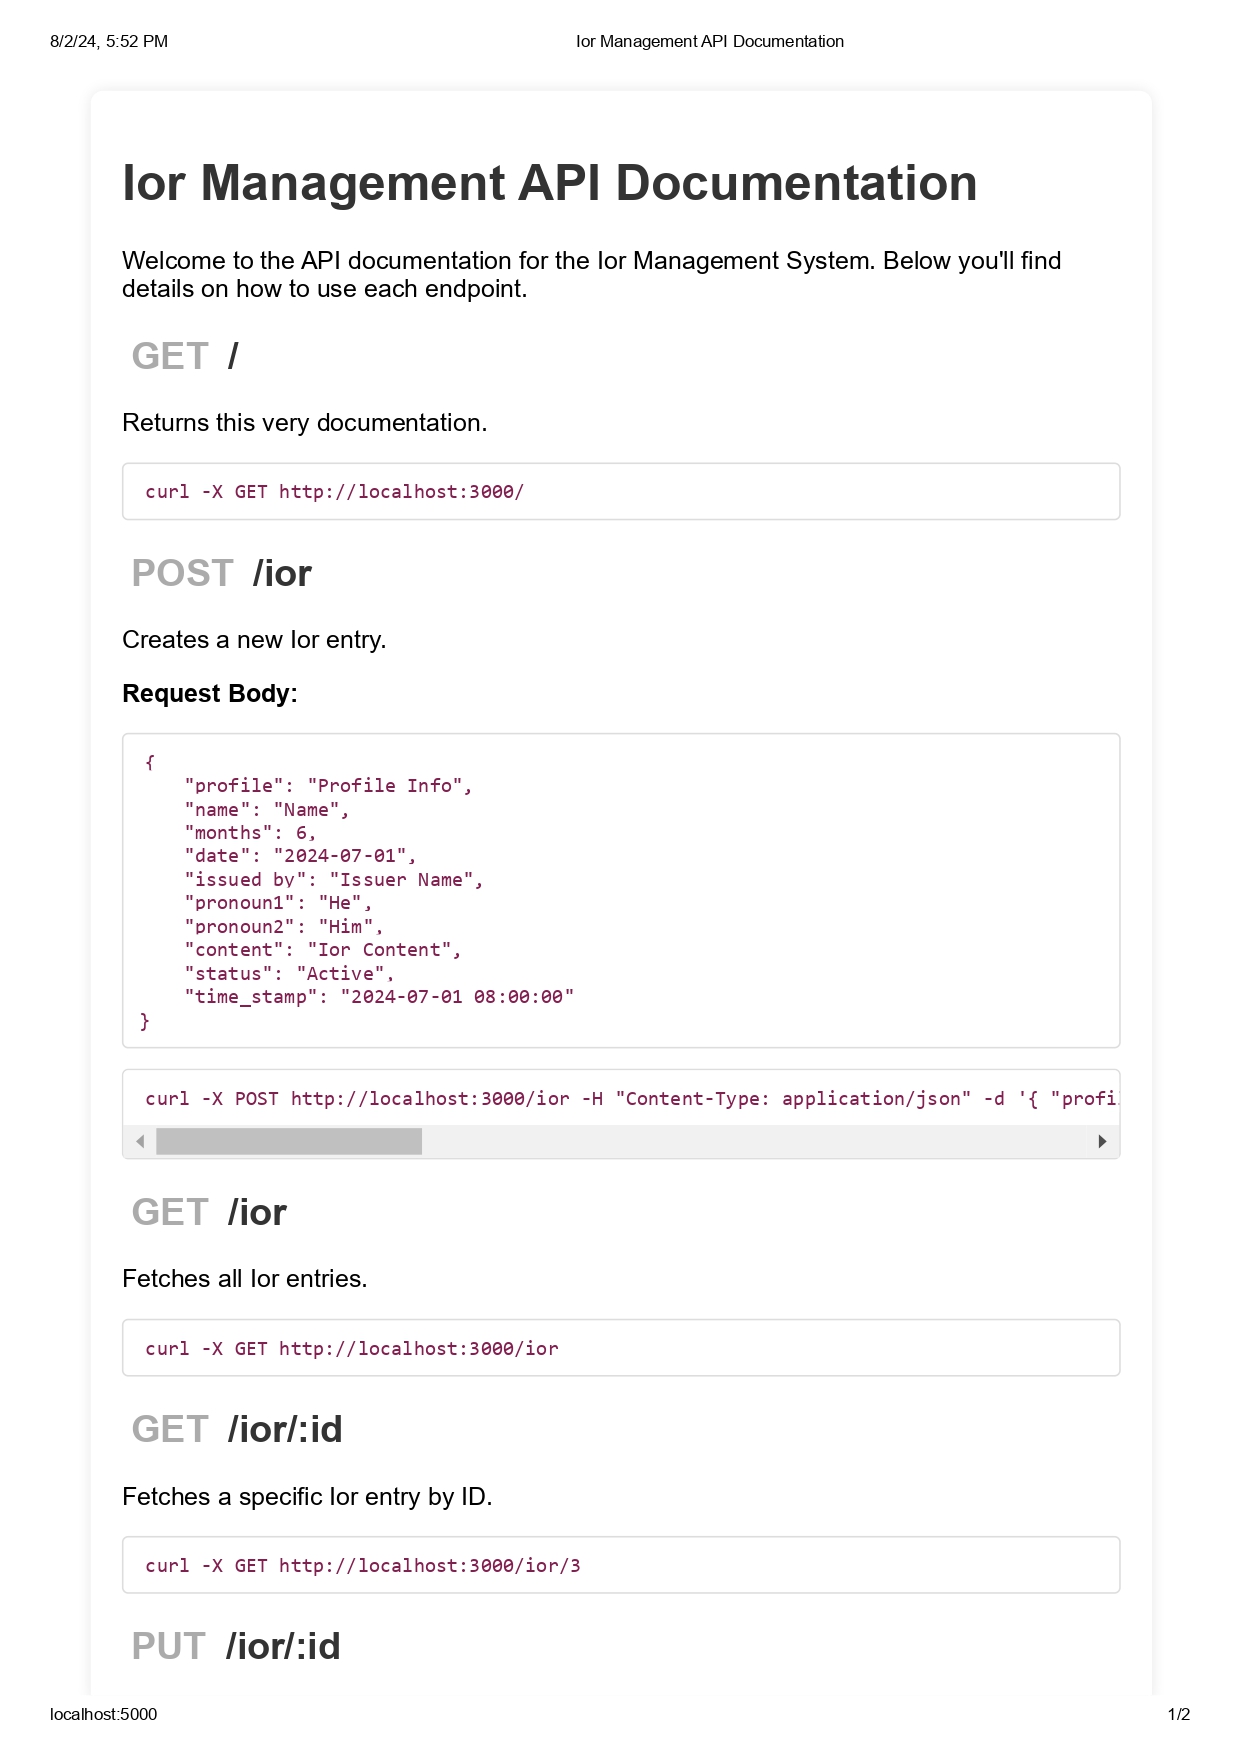 8/2/24, 5:52 PM
Ior Management API Documentation
Ior Management API Documentation
Welcome to the API documentation for the Ior Management System. Below you'll find
details on how to use each endpoint.
GET /
Returns this very documentation.
curl -X GET http://localhost:3000/
POST /ior
Creates a new Ior entry.
Request Body:
{
"profile": "Profile Info",
"name": "Name",
"months": 6,
"date": "2024-07-01",
"issued by": "Issuer Name",
"pronoun1": "He",
"pronoun2": "Him",
"content": "Ior Content",
"status": "Active",
"time_stamp": "2024-07-01 08:00:00"
}
curl -X POST http://localhost:3000/ior -H "Content-Type: application/json" -d '{ "profi
GET /ior
Fetches all Ior entries.
curl -X GET http://localhost:3000/ior
GET /ior/:id
Fetches a specific Ior entry by ID.
curl -X GET http://localhost:3000/ior/3
PUT /ior/:id
localhost:5000
1/2